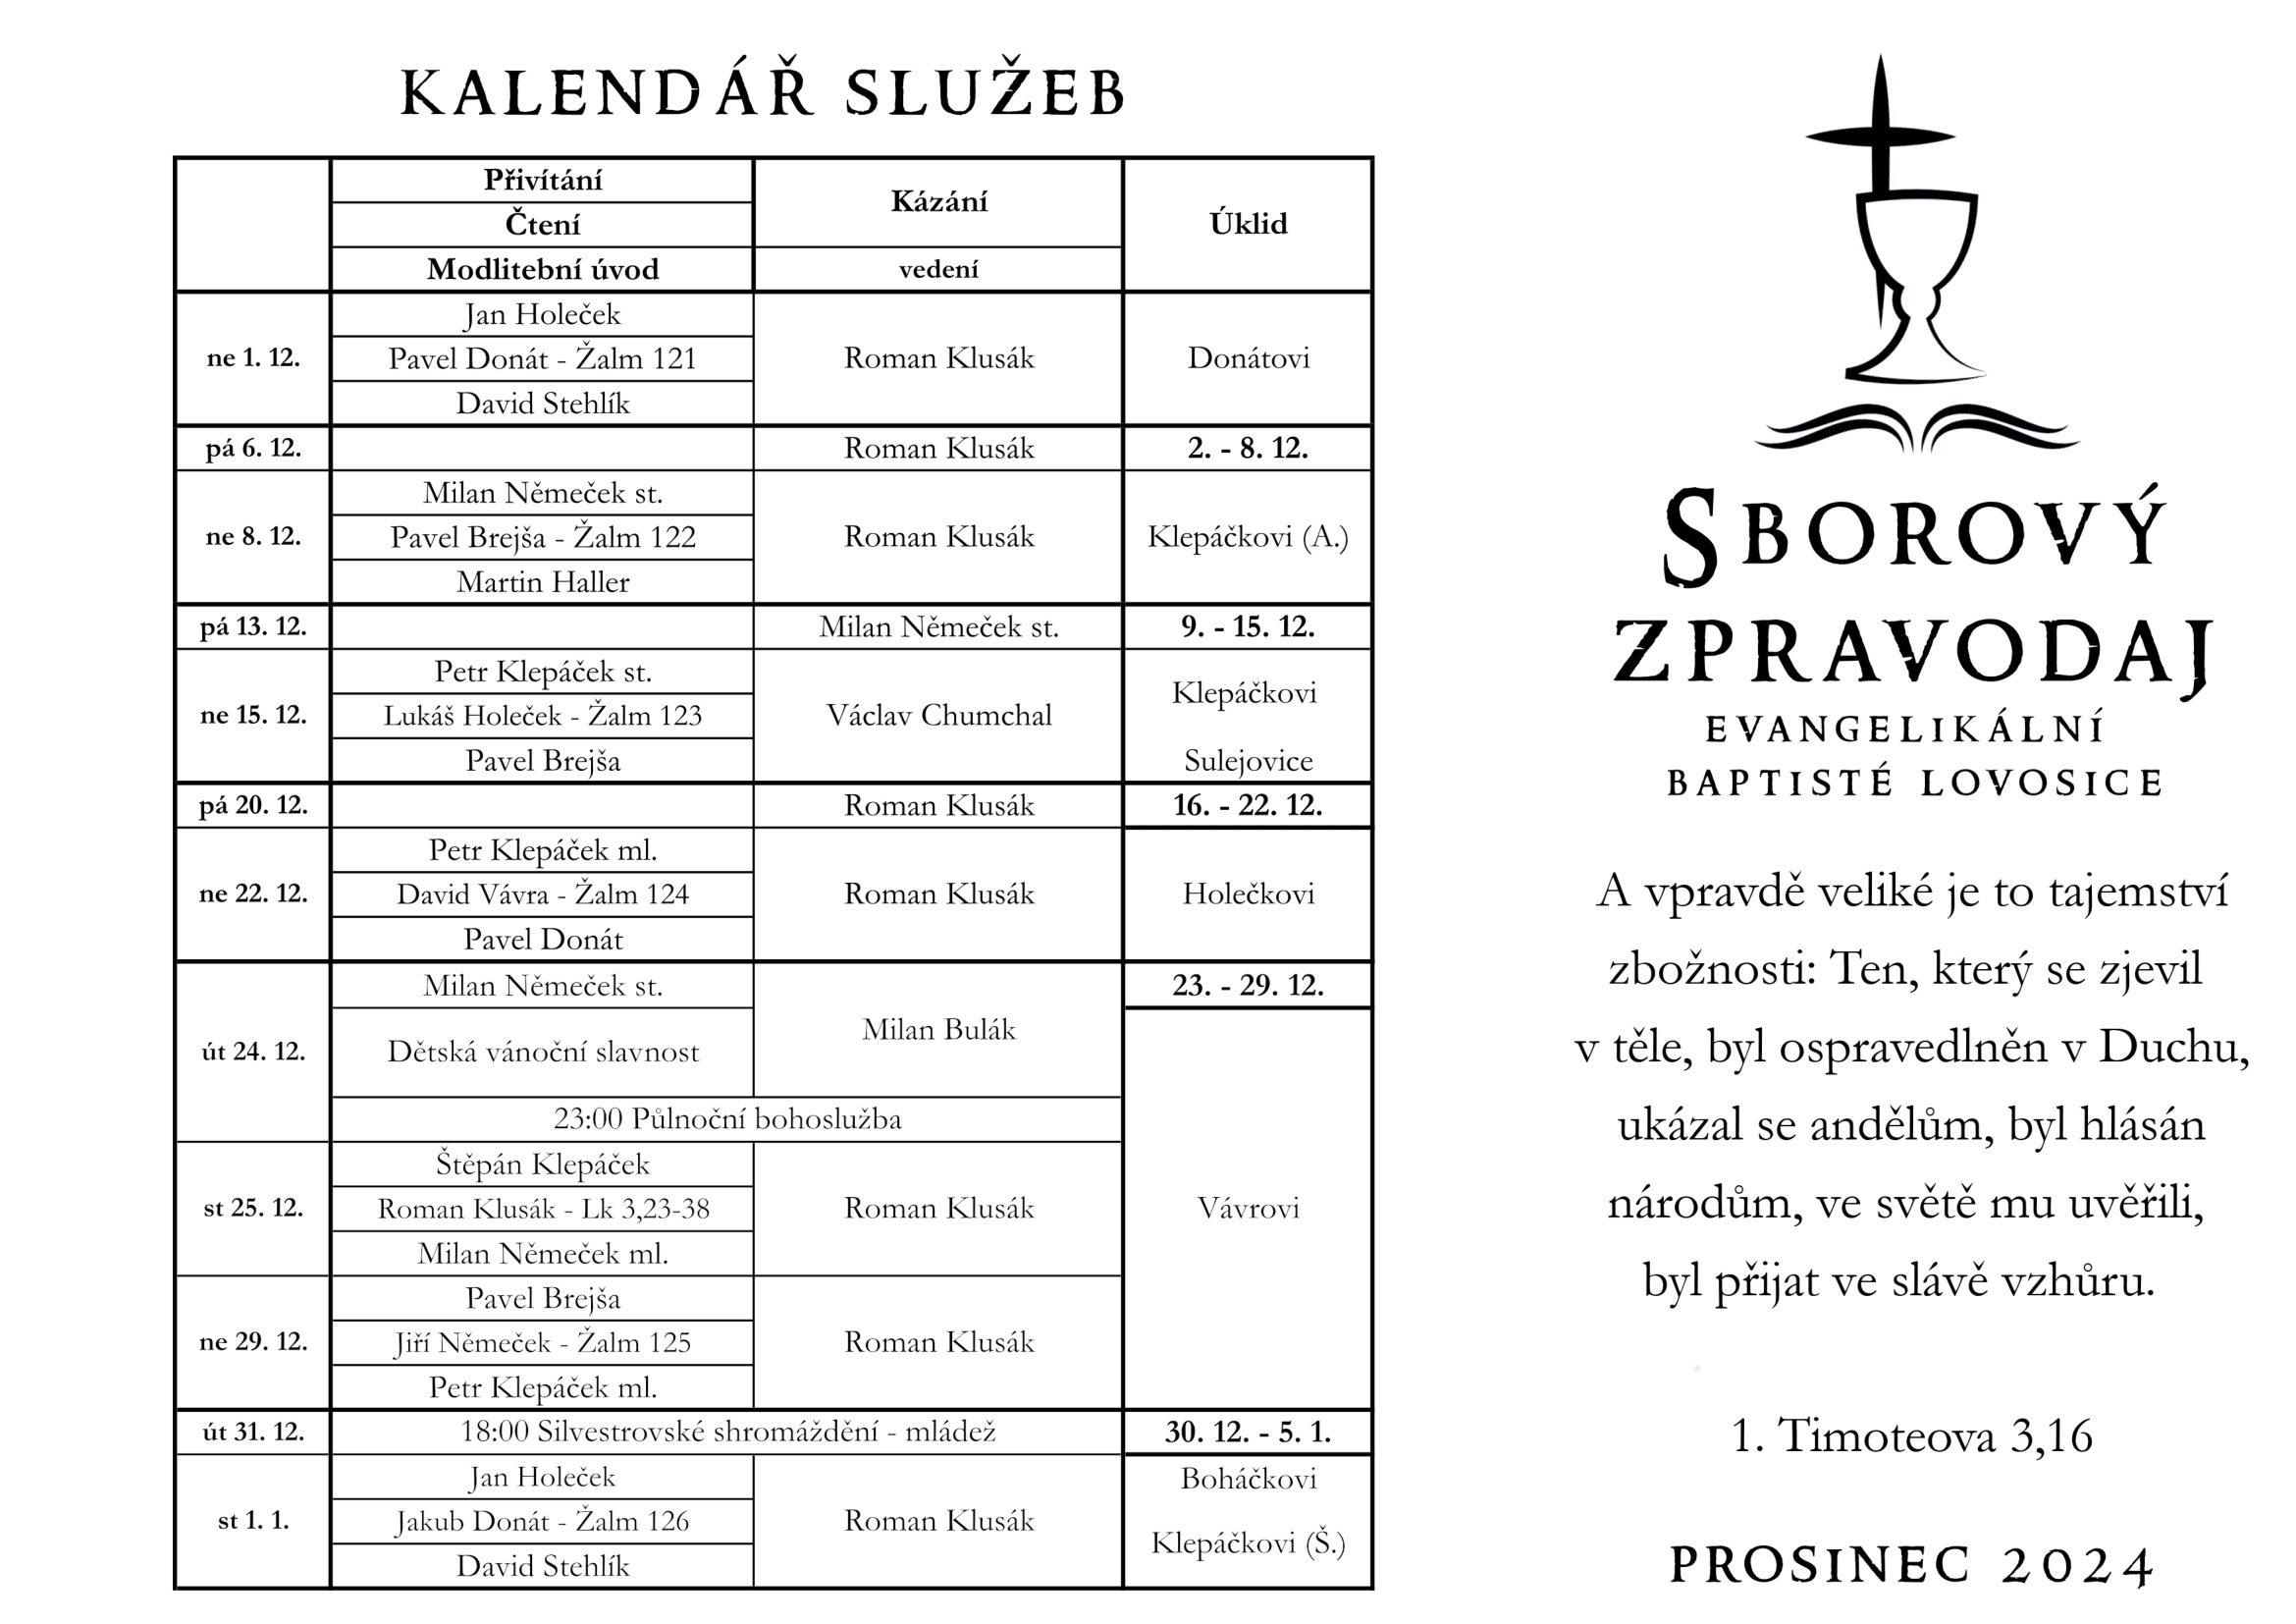 KALENDÁŘ SLUŽEB
Přivítání
Čtení
Modlitební úvod
Kázání
vedení
Úklid
ne 1. 12.
Jan Holeček
Pavel Donát - Žalm 121
David Stehlík
Roman Klusák
Donátovi
pá 6. 12.
Roman Klusák
2. - 8. 12.
ne 8. 12.
Milan Němeček st.
Pavel Brejša - Žalm 122
Martin Haller
Roman Klusák
Klepáčkovi (A.)
pá 13. 12.
Milan Němeček st.
9. - 15. 12.
ne 15. 12.
Petr Klepáček st.
Lukáš Holeček - Žalm 123
Pavel Brejša
Václav Chumchal
Klepáčkovi
Sulejovice
pá 20. 12.
Roman Klusák
16. - 22. 12.
ne 22. 12.
Petr Klepáček ml.
David Vávra - Žalm 124
Pavel Donát
Roman Klusák
Holečkovi
út 24. 12.
Milan Němeček st.
Dětská vánoční slavnost
Milan Bulák
23:00 Půlnoční bohoslužba
23. - 29. 12.
st 25. 12.
Štěpán Klepáček
Roman Klusák - Lk 3,23-38
Milan Němeček ml.
Roman Klusák
Vávrovi
ne 29. 12.
Pavel Brejša
Jiří Němeček - Žalm 125
Petr Klepáček ml.
Roman Klusák
út 31. 12.
18:00 Silvestrovské shromáždění - mládež
30. 12. - 5. 1.
st 1. 1.
Jan Holeček
Jakub Donát - Žalm 126
David Stehlík
Roman Klusák
Boháčkovi
Klepáčkovi (Š.)
SBOROVÝ
ZPRAVODAJ
EVANGELIKÁLNÍ
BAPTISTÉ LOVOSICE
A vpravdě veliké je to tajemství
zbožnosti: Ten, který se zjevil
v těle, byl ospravedlněn v Duchu,
ukázal se andělům, byl hlásán
národům, ve světě mu uvěřili,
byl přijat ve slávě vzhůru.
1. Timoteova 3,16
PROSINEC 2024